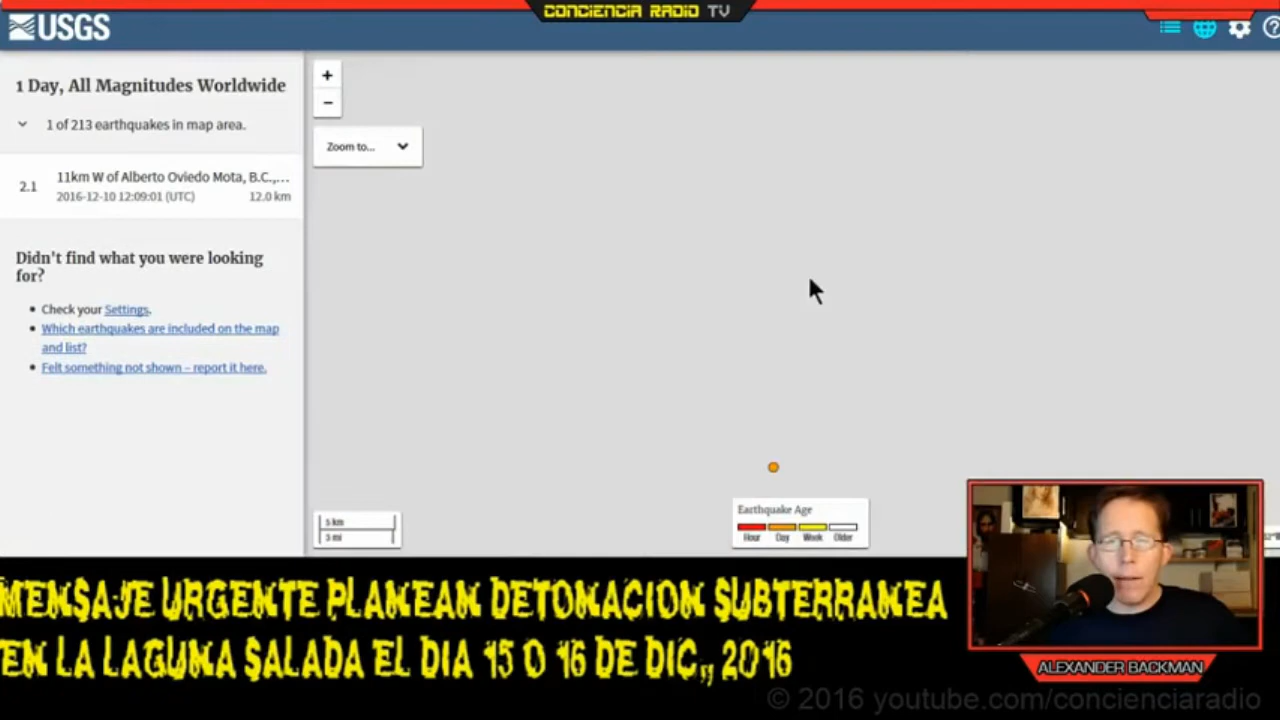 CONCIENCIA RADIO TV
USGS
1 Day, All Magnitudes Worldwide
1 of 213 earthquakes in map area.
2.1
11km W of Alberto Oviedo Mota, B.C.,...
2016-12-10 12:09:01 (UTC)
12.0 km
Didn't find what you were looking
for?
Check your Settings.
Which earthquakes are included on the map
and list?
Felt something not shown – report it here.
+
−
Zoom to...
5 km
3 mi
Earthquake Age
Hour Day Week Older
MENSAJE URGENTE PLANEAN DETONACION SUBTERRANEA
EN LA LAGUNA SALADA EL DIA 15 O 16 DE DIC,, 2016
ALEXANDER BACKMAN
© 2016 youtube.com/concienciaradio